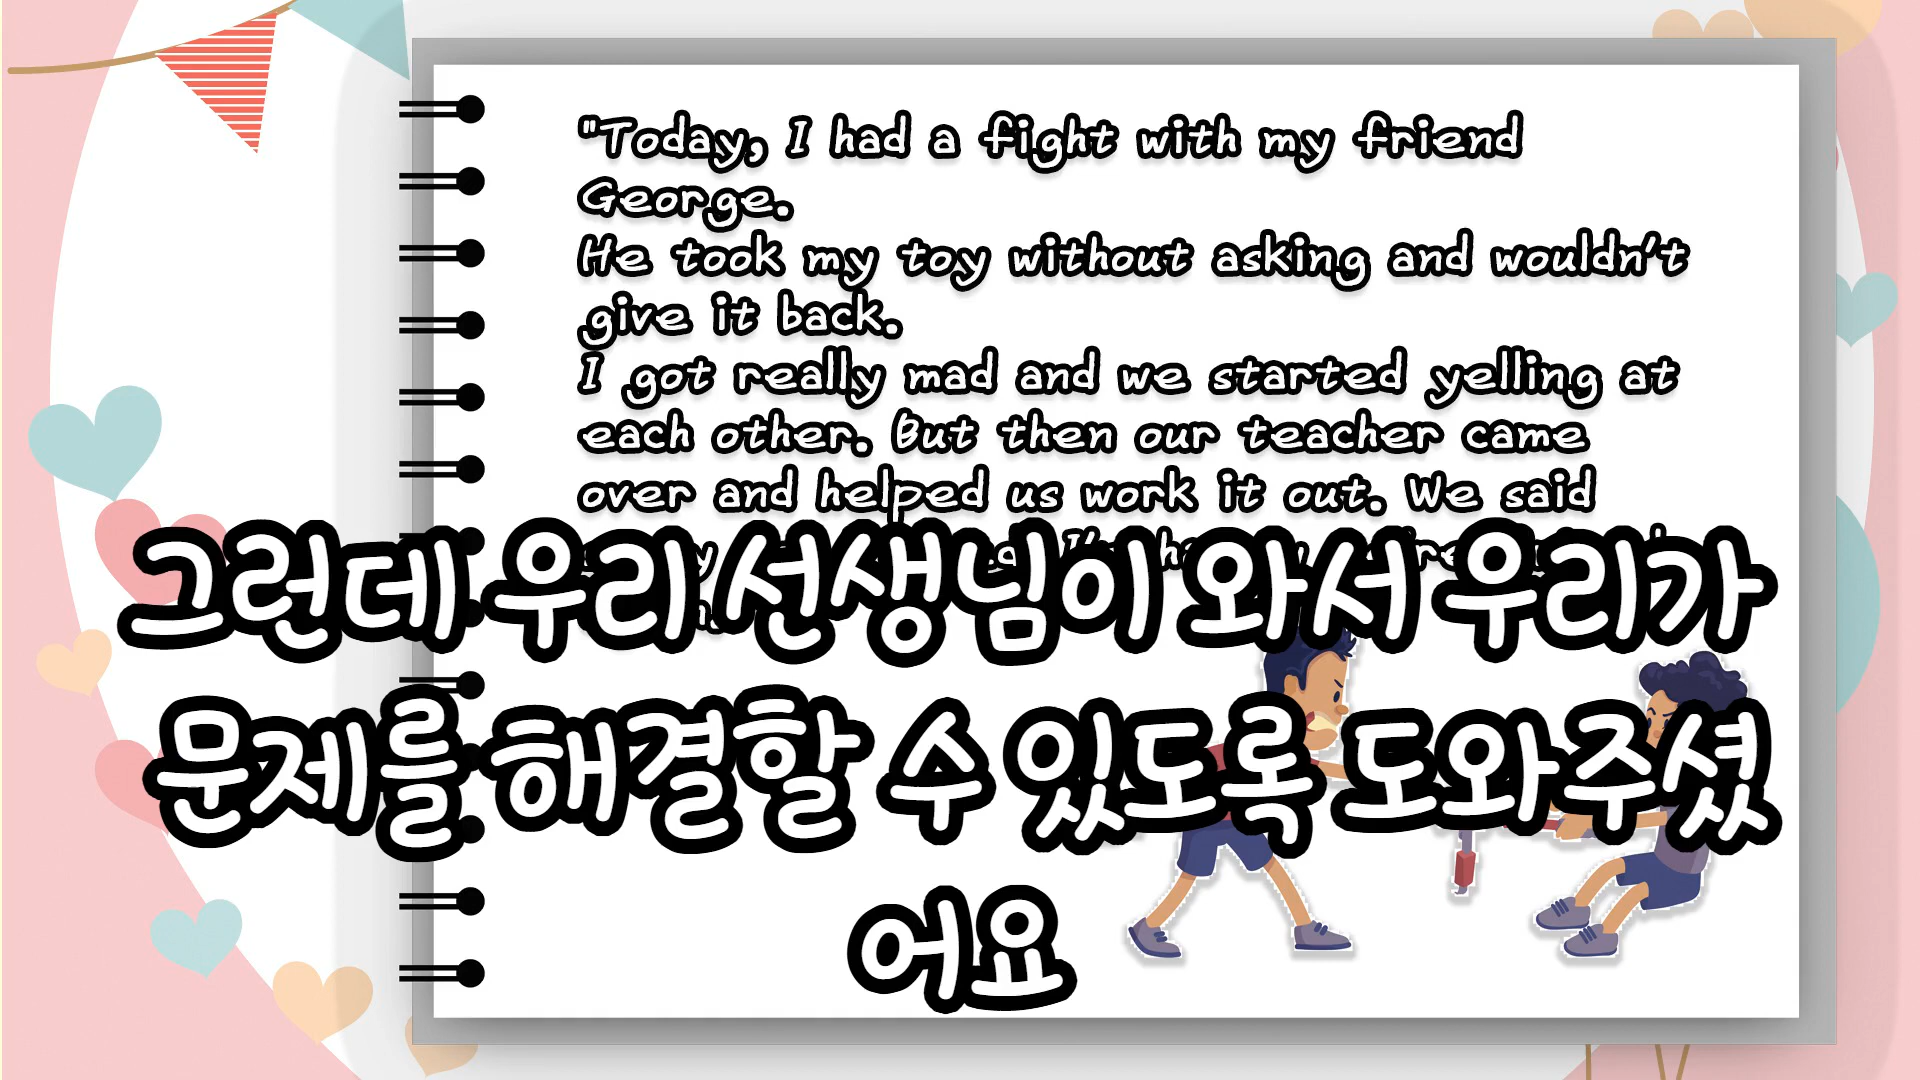 "Today, I had a fight with my friend
George.
He took my toy without asking and wouldn't
give it back.
I got really mad and we started yelling at
each other. But then our teacher came
over and helped us work it out. We said
그런데 우리 선생님이 와서 우리가
문제를 해결할 수 있도록 도와주셨
어요